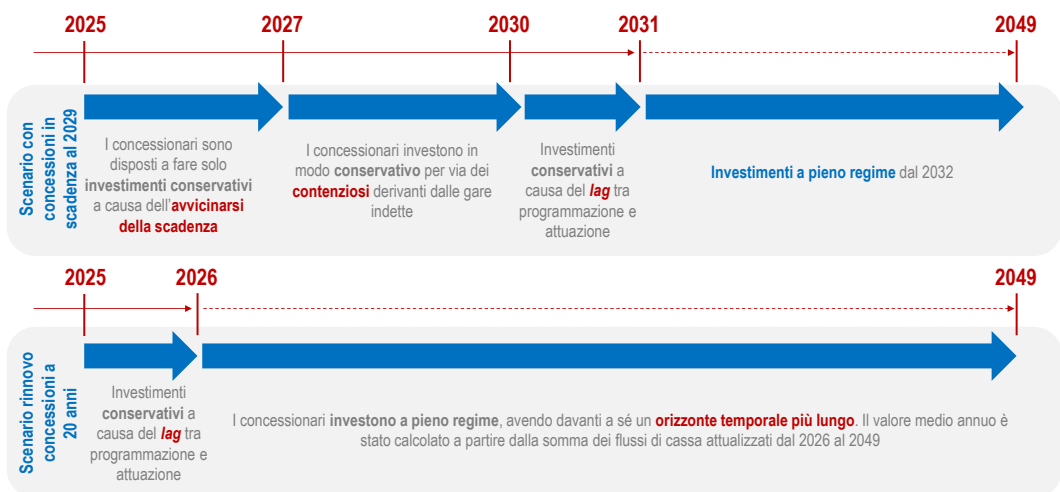 2025
2027
2030
2031
2049
Scenario con
concessioni in
scadenza al 2029
I concessionari sono
disposti a fare solo
investimenti conservativi
a causa dell'avvicinarsi
della scadenza
I concessionari investono in
modo conservativo per via dei
contenziosi derivanti dalle gare
indette
Investimenti
conservativi a
causa del lag tra
programmazione e
attuazione
Investimenti a pieno regime dal 2032
2025
2026
2049
Scenario rinnovo
concessioni a
20 anni
Investimenti
conservativi a
causa del lag tra
programmazione e
attuazione
I concessionari investono a pieno regime, avendo davanti a sé un orizzonte temporale più lungo. Il valore medio annuo è
stato calcolato a partire dalla somma dei flussi di cassa attualizzati dal 2026 al 2049